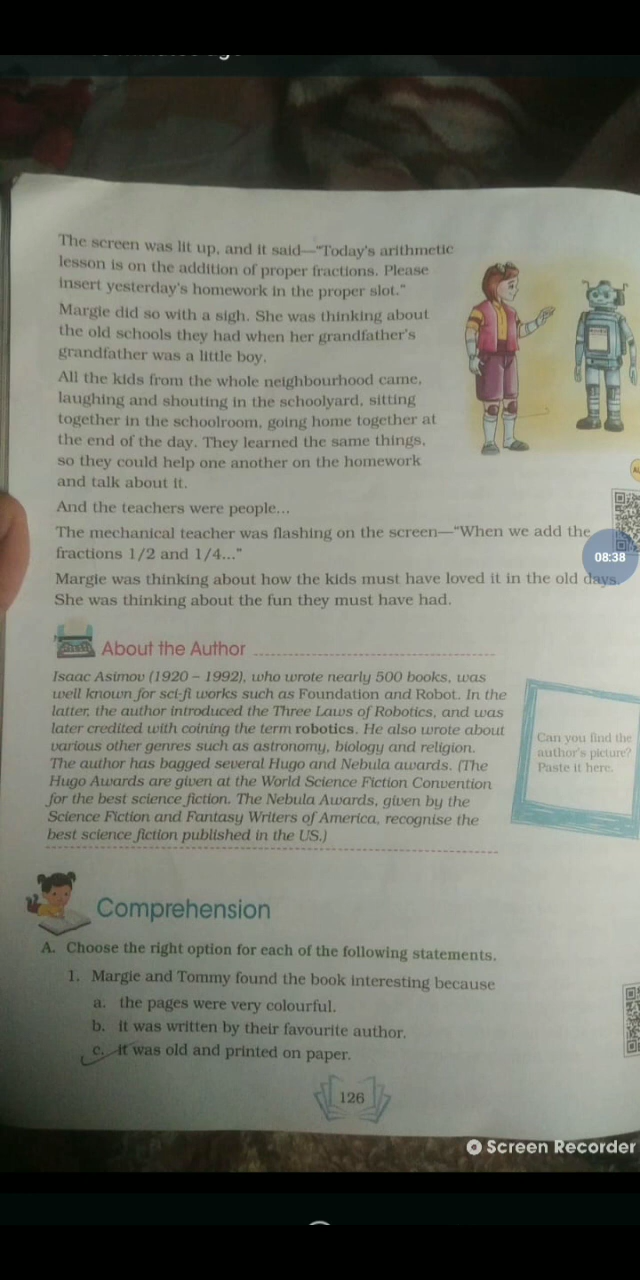 The screen was lit up, and it said—"Today's arithmetic
lesson is on the addition of proper fractions. Please
insert yesterday's homework in the proper slot."
Margie did so with a sigh. She was thinking about
the old schools they had when her grandfather's
grandfather was a little boy.
All the kids from the whole neighbourhood came,
laughing and shouting in the schoolyard, sitting
together in the schoolroom, going home together at
the end of the day. They learned the same things,
so they could help one another on the homework
and talk about it.
And the teachers were people...
The mechanical teacher was flashing on the screen—"When we add the
fractions 1/2 and 1/4..."
08:38
Margie was thinking about how the kids must have loved it in the old days.
She was thinking about the fun they must have had.
About the Author
Isaac Asimov (1920 – 1992), who wrote nearly 500 books, was
well known for sci-fi works such as Foundation and Robot. In the
latter, the author introduced the Three Laws of Robotics, and was
later credited with coining the term robotics. He also wrote about
various other genres such as astronomy, biology and religion.
The author has bagged several Hugo and Nebula awards. (The
Hugo Awards are given at the World Science Fiction Convention
for the best science fiction. The Nebula Awards, given by the
Science Fiction and Fantasy Writers of America, recognise the
best science fiction published in the US.)
Can you find the
author's picture?
Paste it here.
Comprehension
A. Choose the right option for each of the following statements.
1. Margie and Tommy found the book interesting because
a. the pages were very colourful.
b. it was written by their favourite author.
c. it was old and printed on paper.
126
Screen Recorder